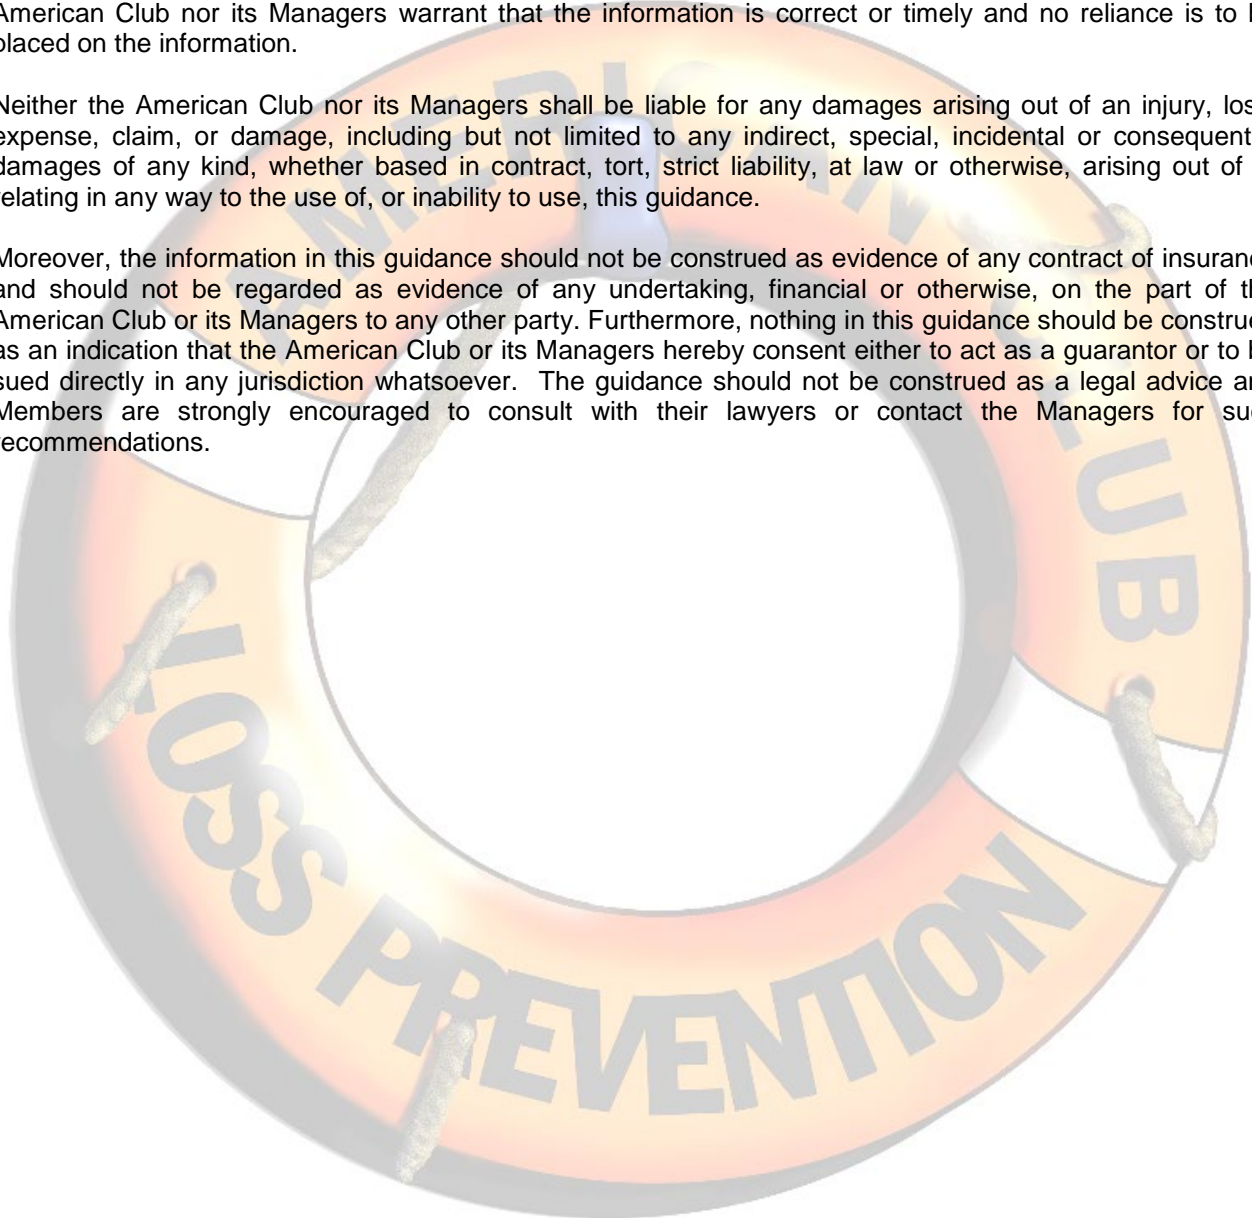 American Club nor its Managers warrant that the information is correct or timely and no reliance is to b
placed on the information.
Neither the American Club nor its Managers shall be liable for any damages arising out of an injury, los
expense, claim, or damage, including but not limited to any indirect, special, incidental or consequent
damages of any kind, whether based in contract, tort, strict liability, at law or otherwise, arising out of
relating in any way to the use of, or inability to use, this guidance.
Moreover, the information in this guidance should not be construed as evidence of any contract of insuran
and should not be regarded as evidence of any undertaking, financial or otherwise, on the part of th
American Club or its Managers to any other party. Furthermore, nothing in this guidance should be construe
as an indication that the American Club or its Managers hereby consent either to act as a guarantor or to b
sued directly in any jurisdiction whatsoever. The guidance should not be construed as a legal advice an
Members are strongly encouraged to consult with their lawyers or contact the Managers for suc
recommendations.
AMERICAN CLUB
LOSS PREVENTION